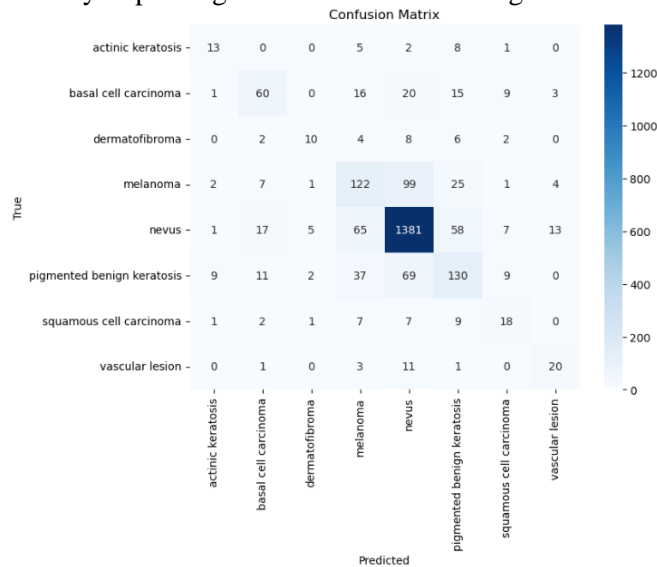 Confusion Matrix
actinic keratosis 13 0 0 5 2 8 1 0
basal cell carcinoma 1 60 0 16 20 15 9 3
dermatofibroma 0 2 10 4 8 6 2 0
melanoma 2 7 1 122 99 25 1 4
nevus 1 17 5 65 1381 58 7 13
pigmented benign keratosis 9 11 2 37 69 130 9 0
squamous cell carcinoma 1 2 1 7 7 9 18 0
vascular lesion 0 1 0 3 11 1 0 20
True
actinic keratosis
basal cell carcinoma
dermatofibroma
melanoma
nevus
pigmented benign keratosis
squamous cell carcinoma
vascular lesion
Predicted
1200
1000
800
600
400
200
0